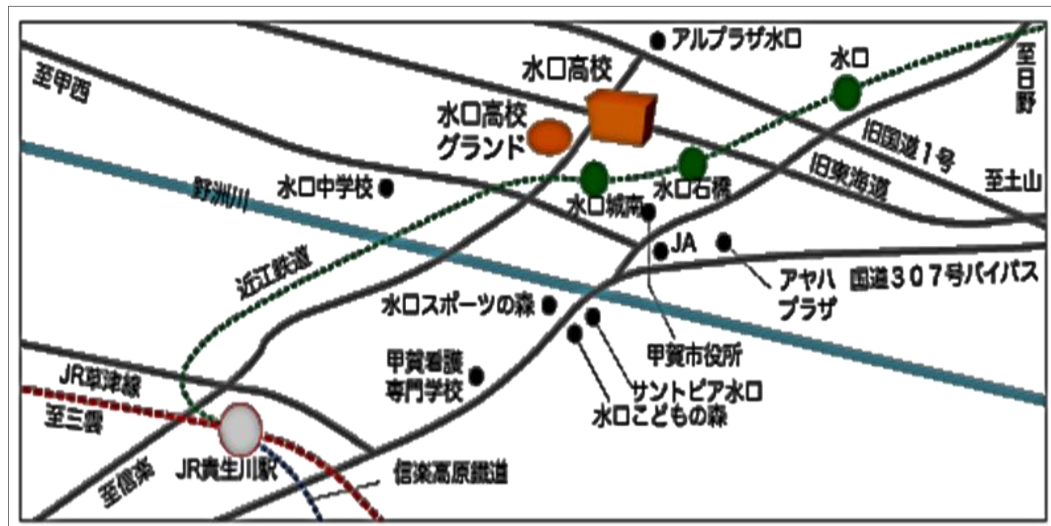 アルプラザ水口
水口
至日野
水口高校
至甲西
水口高校
グランド
旧国道１号
旧東海道
至土山
水口中学校
野洲川
水口城南
水口石橋
JA
近江鉄道
アヤハ
プラザ
国道３０７号バイパス
水口スポーツの森
甲賀市役所
甲賀看護
専門学校
サントピア水口
水口こどもの森
JR草津線
至三雲
JR貴生川駅
至信楽
信楽高原鐵道